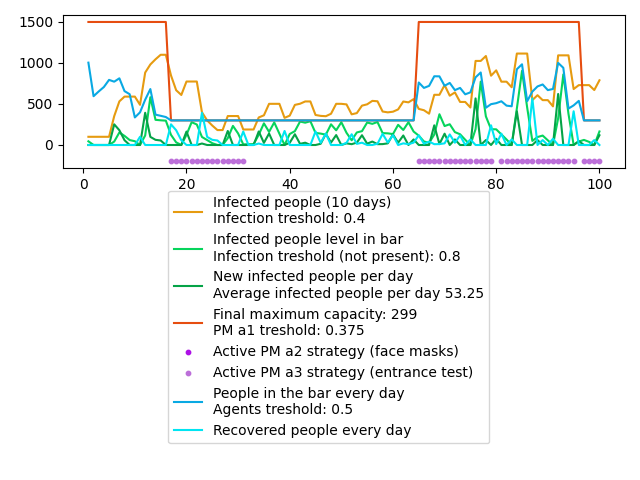 1500
1000
500
0
0 20 40 60 80 100
Infected people (10 days)
Infection treshold: 0.4
Infected people level in bar
Infection treshold (not present): 0.8
New infected people per day
Average infected people per day 53.25
Final maximum capacity: 299
PM a1 treshold: 0.375
Active PM a2 strategy (face masks)
Active PM a3 strategy (entrance test)
People in the bar every day
Agents treshold: 0.5
Recovered people every day